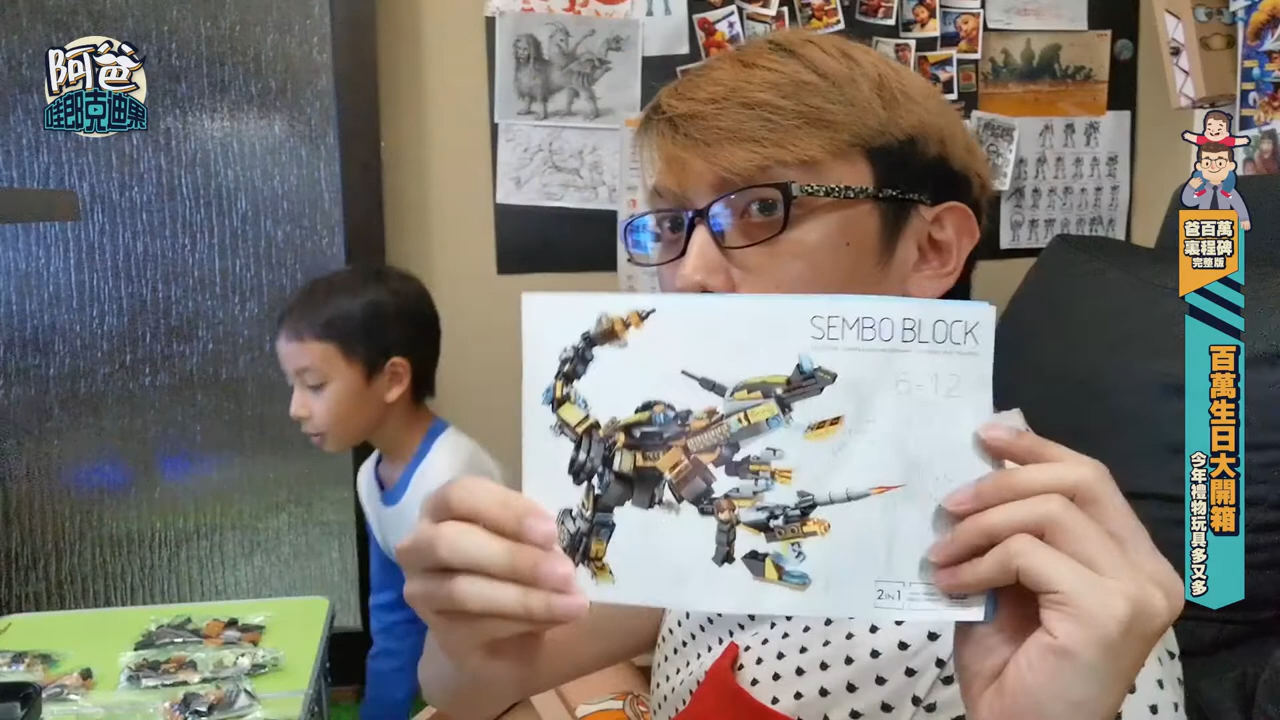 阿爸
哇即克迪果
SEMBO BLOCK
6=12
2IN1
爸百萬
裏程碑
完整版
百萬生日大開箱
今年禮物玩具多又多